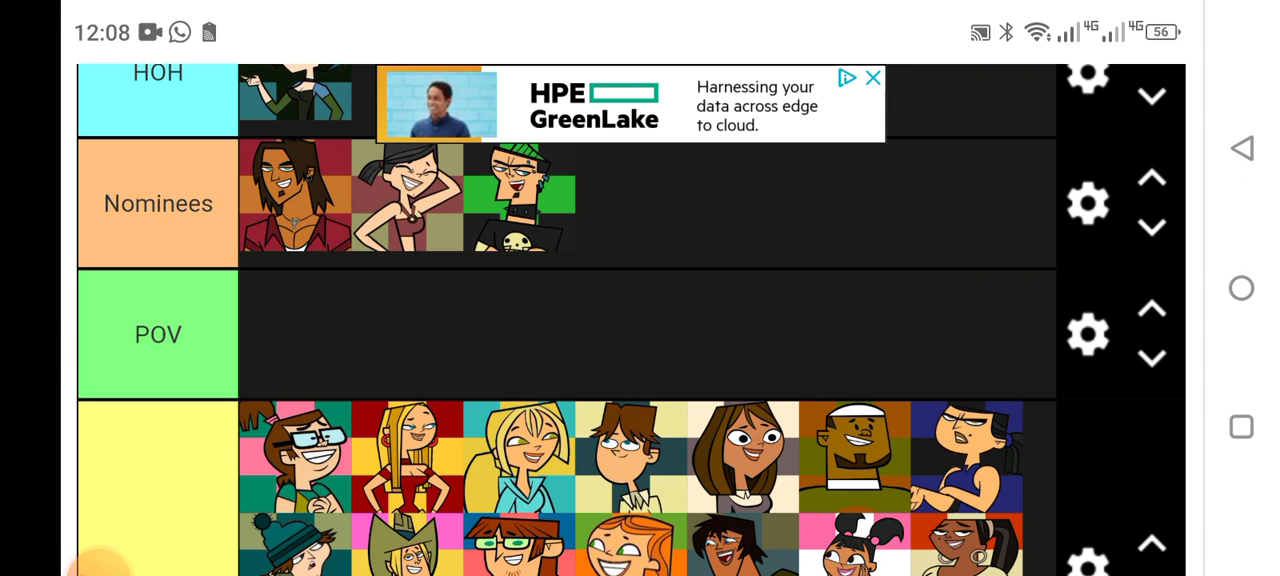 12:08
4G
4G
56
HOH
HPE
GreenLake
Harnessing your
data across edge
to cloud.
Nominees
POV